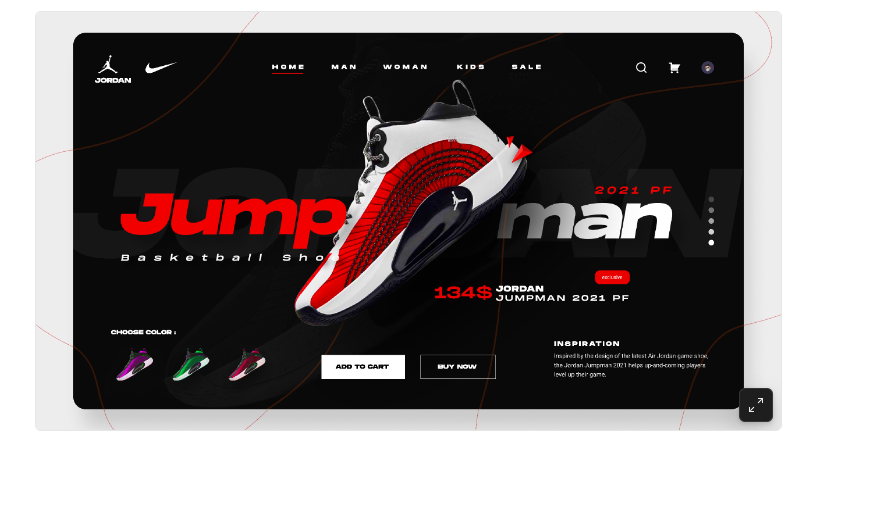 JORDAN
HOME MAN WOMAN KIDS SALE
JORDAN
2021 PF
Jump man
Basketball Sho
exclusive
134$ JORDAN
JUMPMAN 2021 PF
CHOOSE COLOR :
ADD TO CART
BUY NOW
INSPIRATION
Inspired by the design of the latest Air Jordan game shoe,
the Jordan Jumpman 2021 helps up-and-coming players
level up their game.